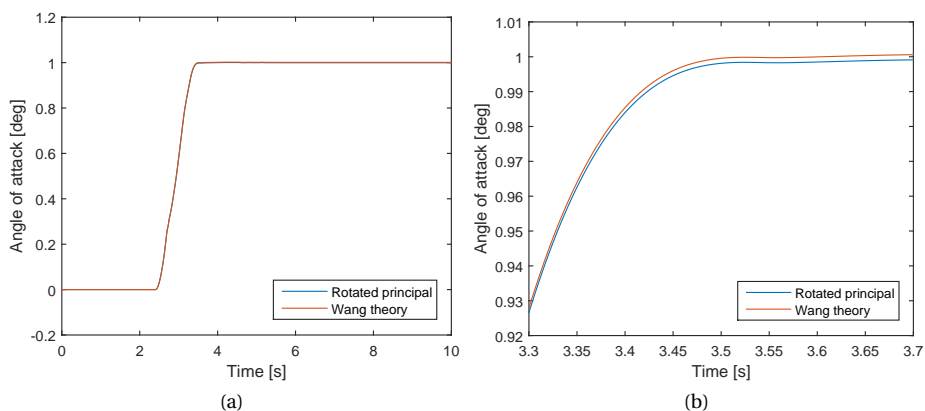 1.2
1
0.8
0.6
0.4
0.2
0
-0.2
Angle of attack [deg]
0 2 4 6 8 10
Time [s]
Rotated principal
Wang theory
(a)
1.01
1
0.99
0.98
0.97
0.96
0.95
0.94
0.93
0.92
Angle of attack [deg]
3.3 3.35 3.4 3.45 3.5 3.55 3.6 3.65 3.7
Time [s]
Rotated principal
Wang theory
(b)